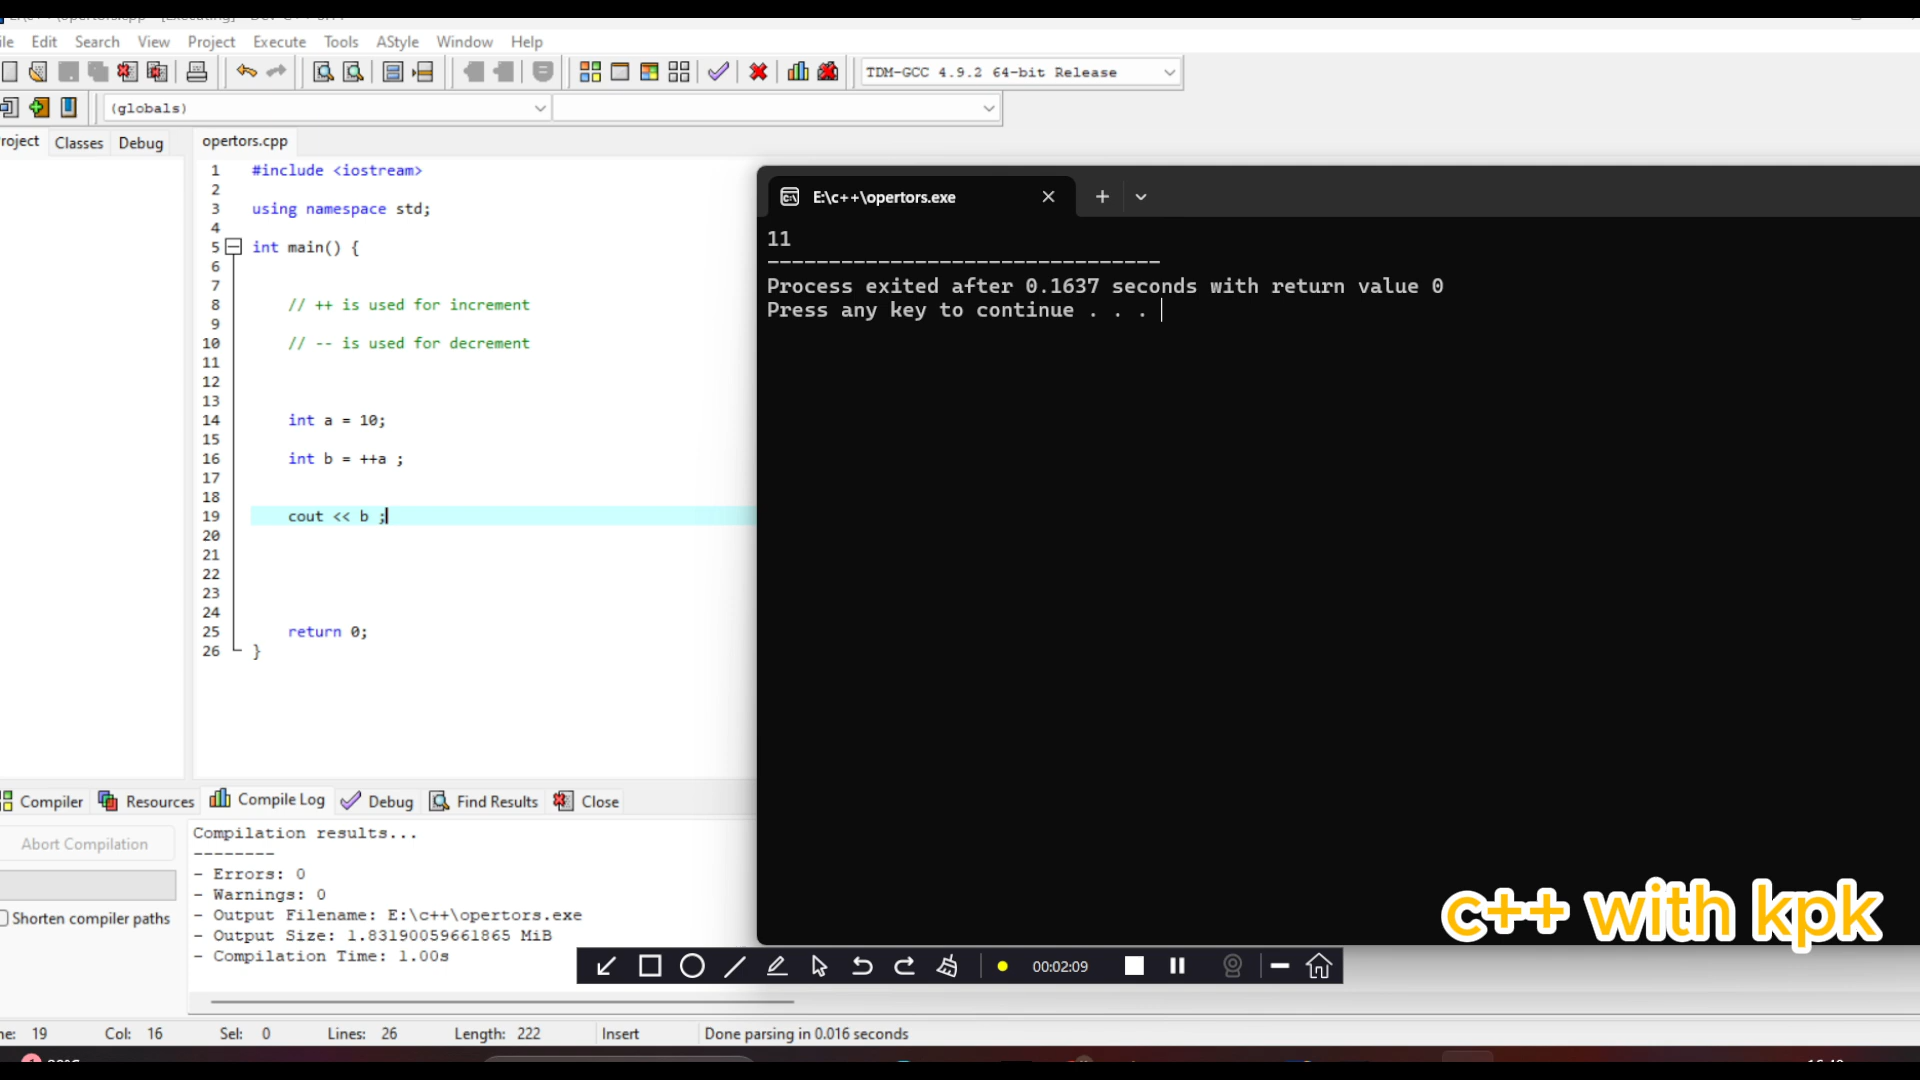 Edit Search View Project Execute Tools AStyle Window Help
TDM-GCC 4.9.2 64-bit Release
(globals)
Classes Debug
opertors.cpp
1 #include <iostream>
2
3 using namespace std;
4
5 int main() {
6
7
8 // ++ is used for increment
9
10 // -- is used for decrement
11
12
13
14 int a = 10;
15
16 int b = ++a ;
17
18
19 cout << b ;
20
21
22
23
24
25 return 0;
26 }
E:\c++\opertors.exe
11
--------------------------------
Process exited after 0.1637 seconds with return value 0
Press any key to continue . . .
Compiler Resources Compile Log Debug Find Results Close
Abort Compilation
Shorten compiler paths
Compilation results...
--------
- Errors: 0
- Warnings: 0
- Output Filename: E:\c++\opertors.exe
- Output Size: 1.83190059661865 MiB
- Compilation Time: 1.00s
c++ with kpk
00:02:09
19 Col: 16 Sel: 0 Lines: 26 Length: 222 Insert Done parsing in 0.016 seconds